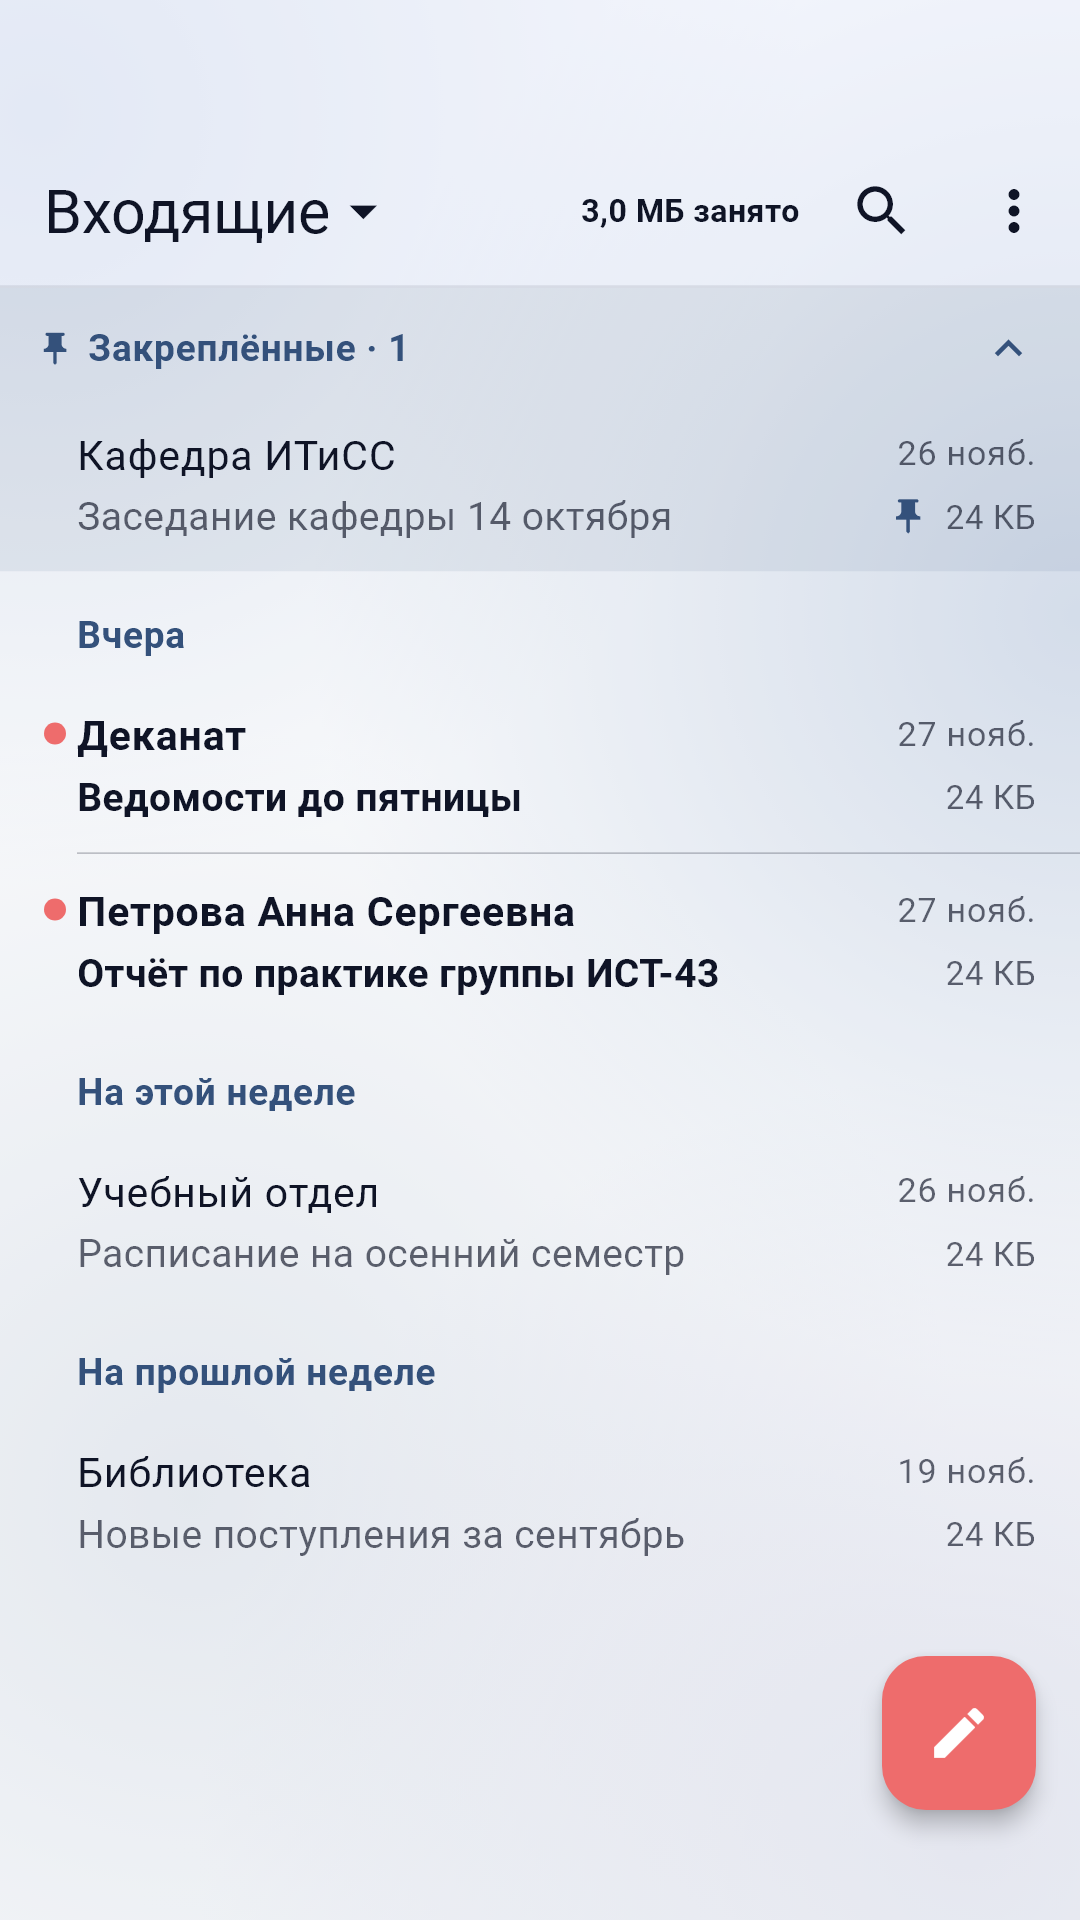 Входящие
3,0 МБ занято
Закреплённые · 1
Кафедра ИТиСС
26 нояб.
Заседание кафедры 14 октября
24 КБ
Вчера
Деканат
27 нояб.
Ведомости до пятницы
24 КБ
Петрова Анна Сергеевна
27 нояб.
Отчёт по практике группы ИСТ-43
24 КБ
На этой неделе
Учебный отдел
26 нояб.
Расписание на осенний семестр
24 КБ
На прошлой неделе
Библиотека
19 нояб.
Новые поступления за сентябрь
24 КБ